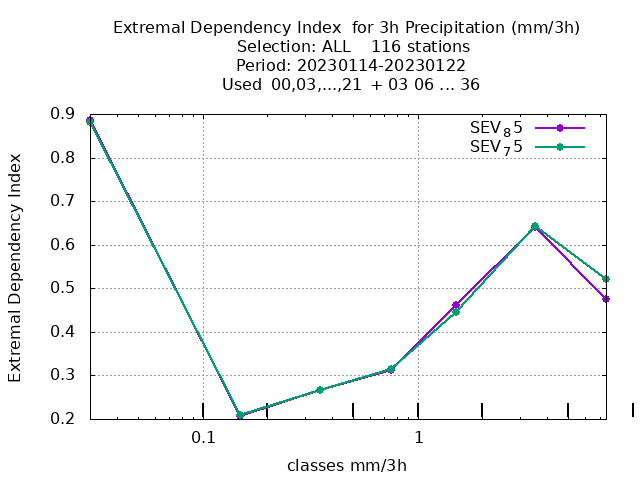 Extremal Dependency Index  for 3h Precipitation (mm/3h)
Selection: ALL    116 stations
Period: 20230114-20230122
Used  00,03,...,21  + 03 06 ... 36
SEV₈5
SEV₇5
0.9
0.8
0.7
0.6
0.5
0.4
0.3
0.2
Extremal Dependency Index
0.1
1
classes mm/3h